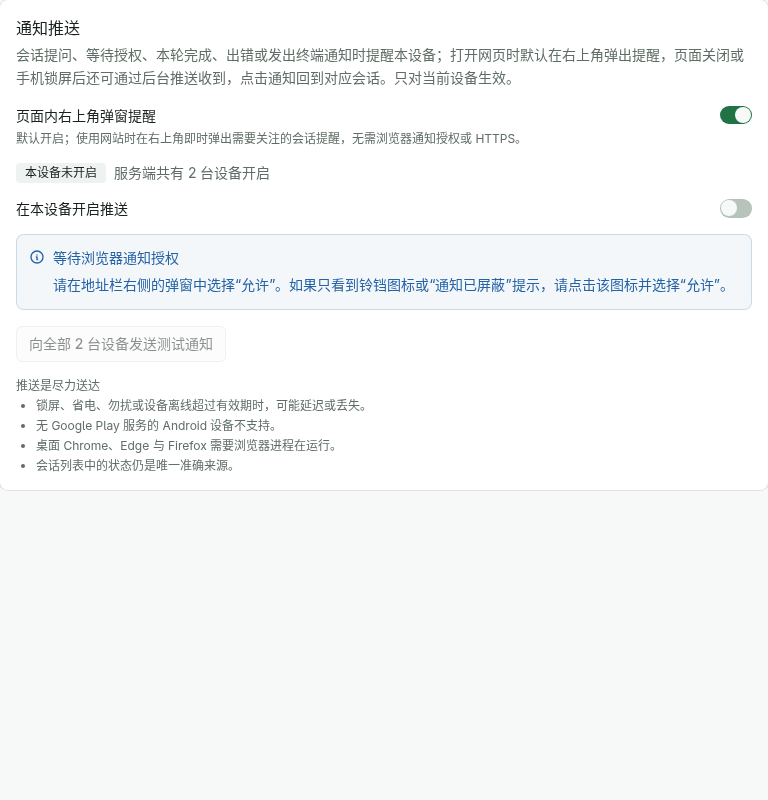 通知推送
会话提问、等待授权、本轮完成、出错或发出终端通知时提醒本设备；打开网页时默认在右上角弹出提醒，页面关闭或
手机锁屏后还可通过后台推送收到，点击通知回到对应会话。只对当前设备生效。
页面内右上角弹窗提醒
默认开启；使用网站时在右上角即时弹出需要关注的会话提醒，无需浏览器通知授权或 HTTPS。
本设备未开启 服务端共有 2 台设备开启
在本设备开启推送
等待浏览器通知授权
请在地址栏右侧的弹窗中选择“允许”。如果只看到铃铛图标或“通知已屏蔽”提示，请点击该图标并选择“允许”。
向全部 2 台设备发送测试通知
推送是尽力送达
• 锁屏、省电、勿扰或设备离线超过有效期时，可能延迟或丢失。
• 无 Google Play 服务的 Android 设备不支持。
• 桌面 Chrome、Edge 与 Firefox 需要浏览器进程在运行。
• 会话列表中的状态仍是唯一准确来源。